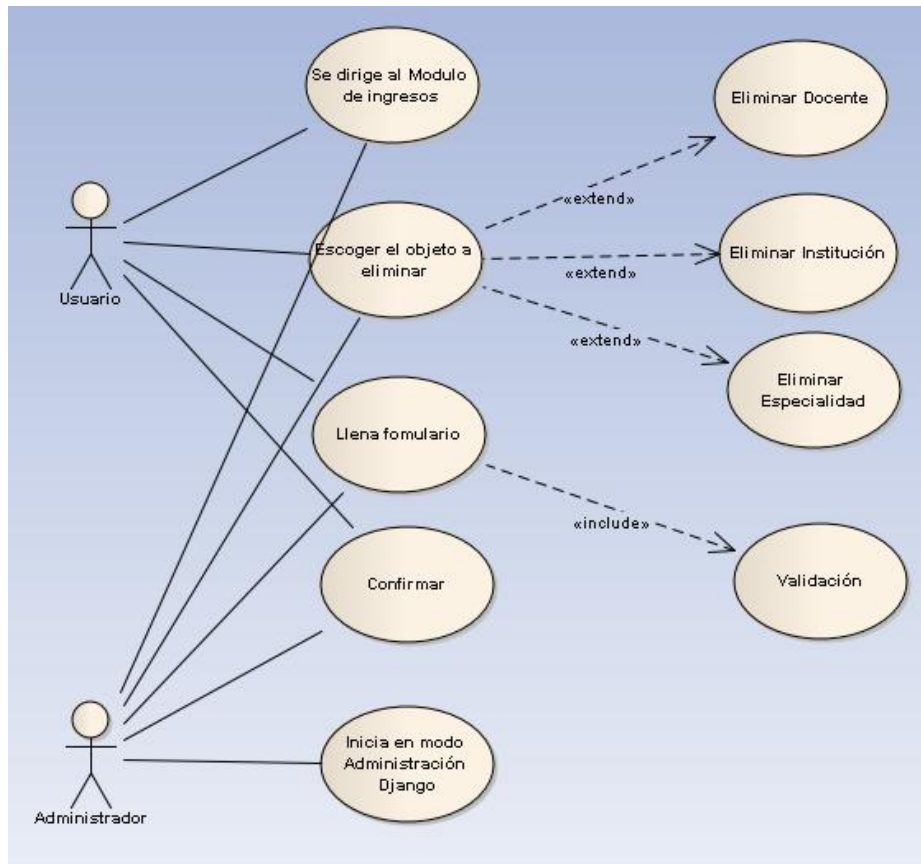 Se dirige al Modulo
de ingresos
Eliminar Docente
«extend»
Escoger el objeto a
eliminar
Eliminar Institución
«extend»
Usuario
«extend»
Eliminar
Especialidad
Llena fomulario
«include»
Confirmar
Validación
Inicia en modo
Administración
Django
Administrador